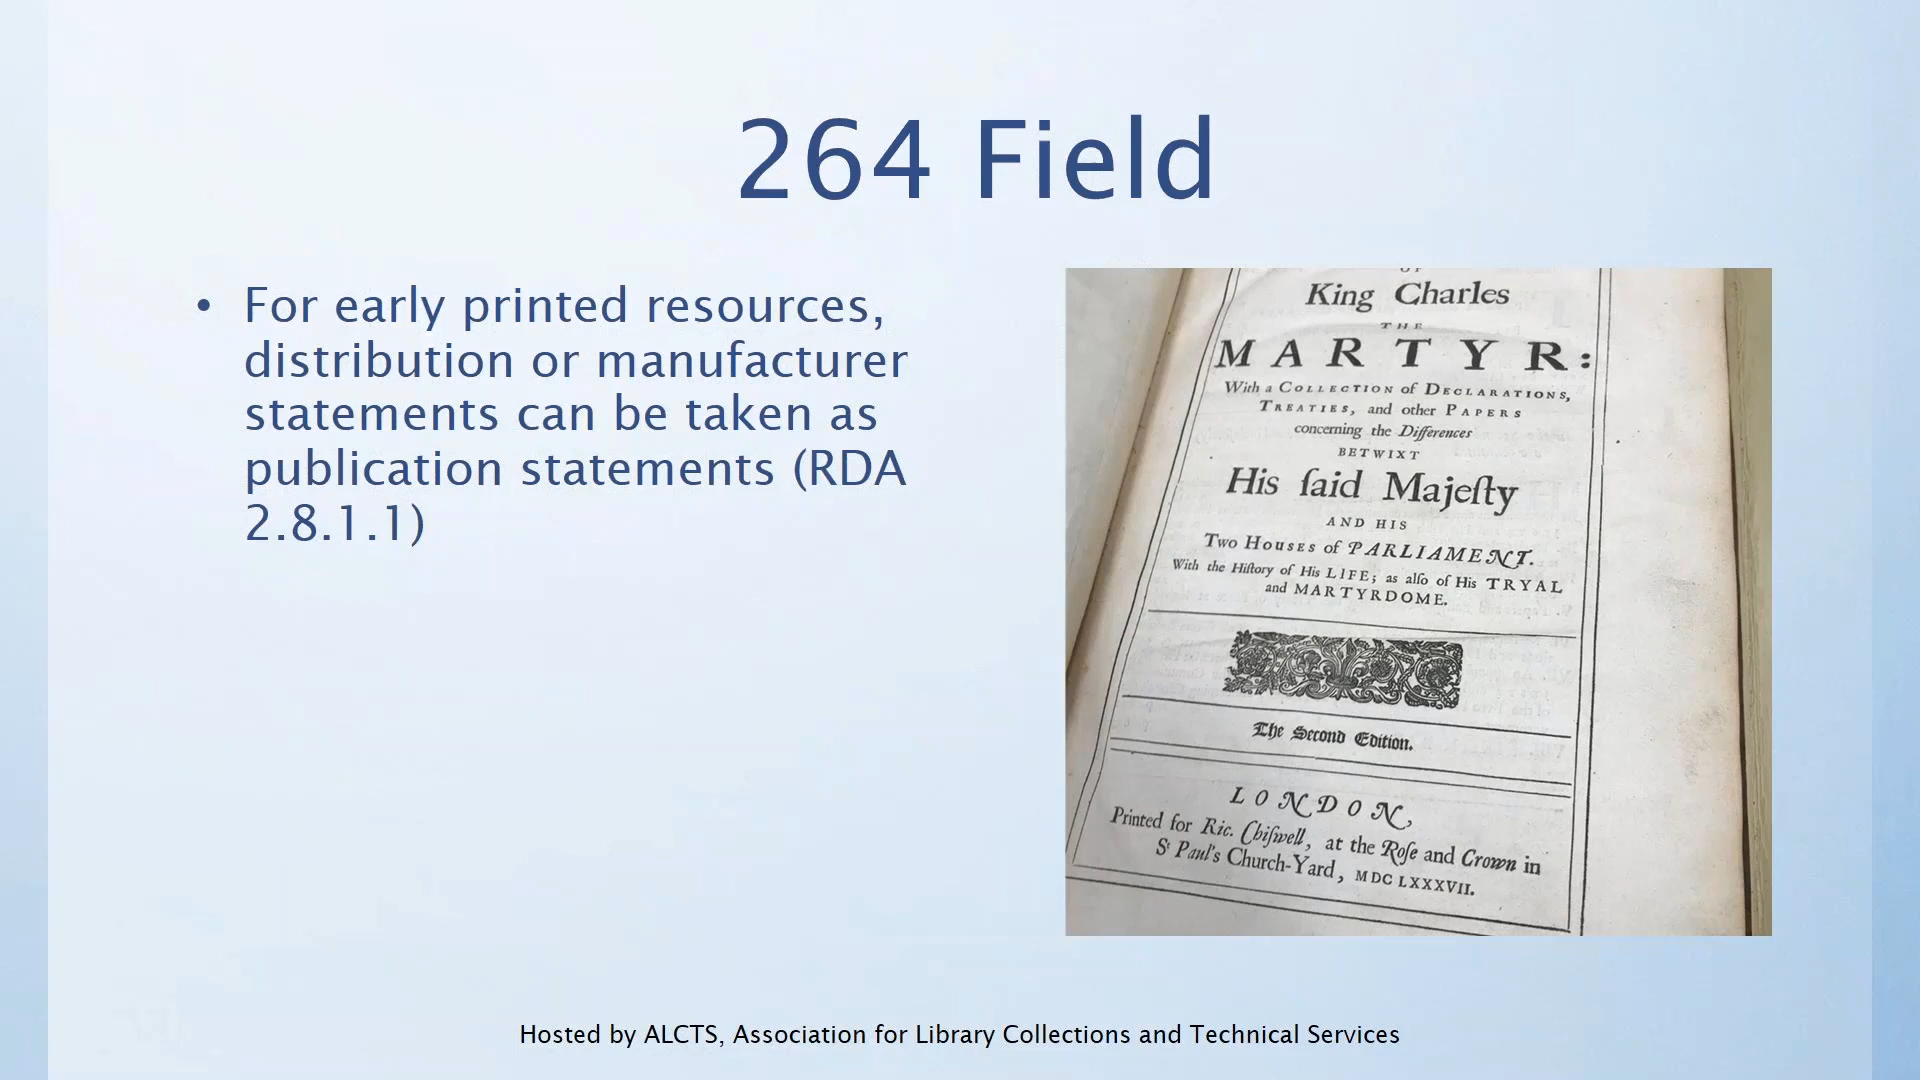 264 Field
• For early printed resources,
distribution or manufacturer
statements can be taken as
publication statements (RDA
2.8.1.1)
King Charles
THE
MARTYR:
With a COLLECTION of DECLARATIONS,
TREATIES, and other PAPERS
concerning the Differences
BETWIXT
His ſaid Majeſty
AND HIS
Two Houses of PARLIAMENT.
With the Hiſtory of His LIFE; as alſo of His TRYAL
and MARTYRDOME.
The Second Edition.
LONDON,
Printed for Ric. Chiſwell, at the Roſe and Crown in
St Paul's Church-Yard, MDCLXXXVII.
Hosted by ALCTS, Association for Library Collections and Technical Services